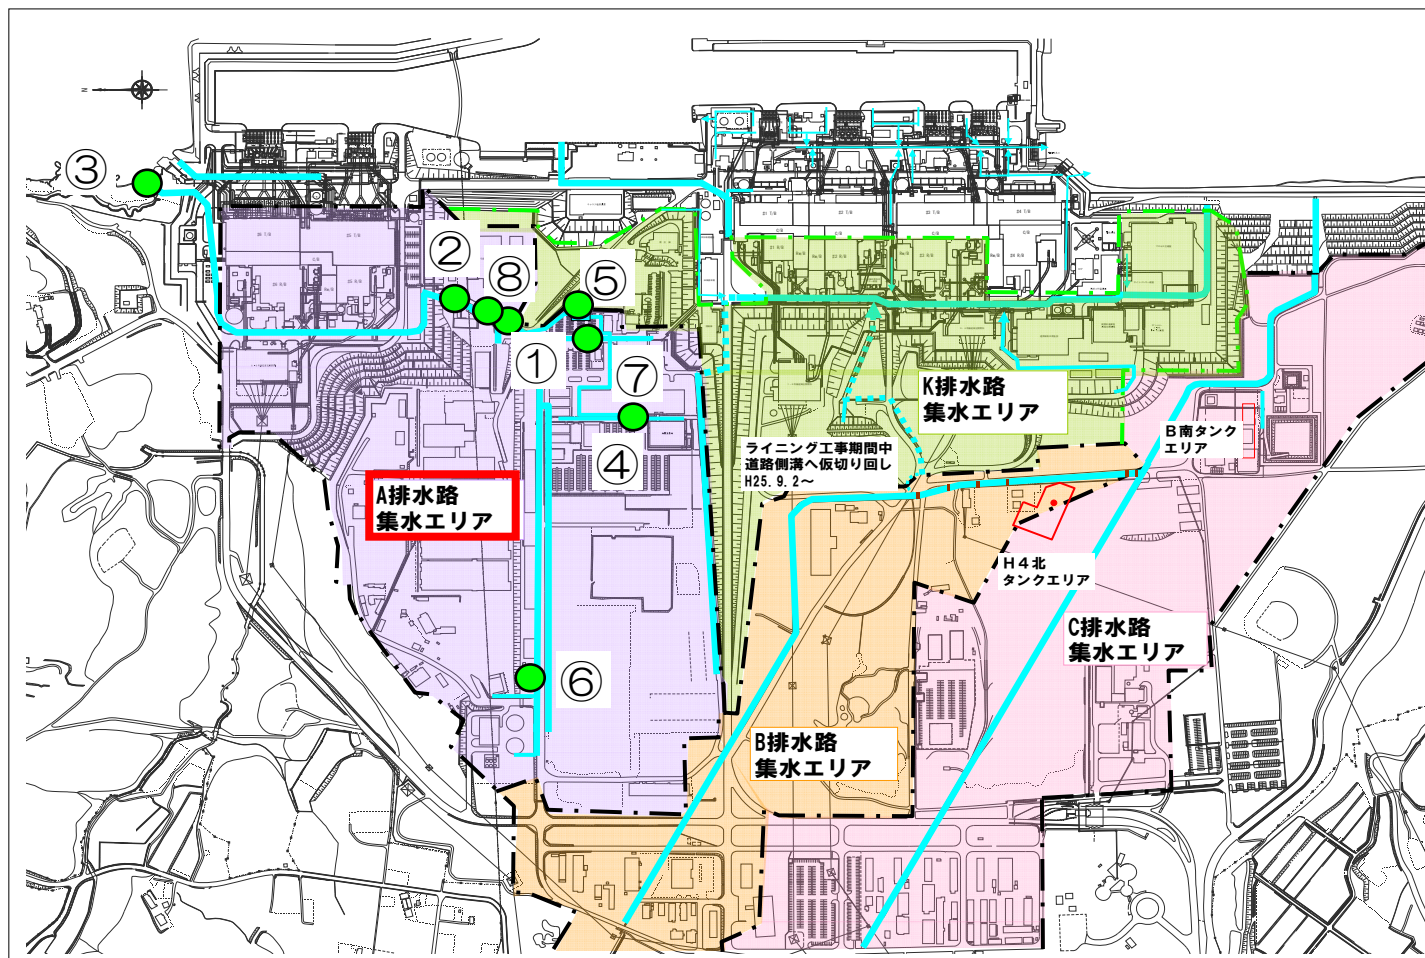 ③
②
⑧
⑤
①
⑦
④
⑥
A排水路
集水エリア
K排水路
集水エリア
ライニング工事期間中
道路側溝へ仮切り回し
H25.9.2～
B南タンク
エリア
H4北
タンクエリア
C排水路
集水エリア
B排水路
集水エリア